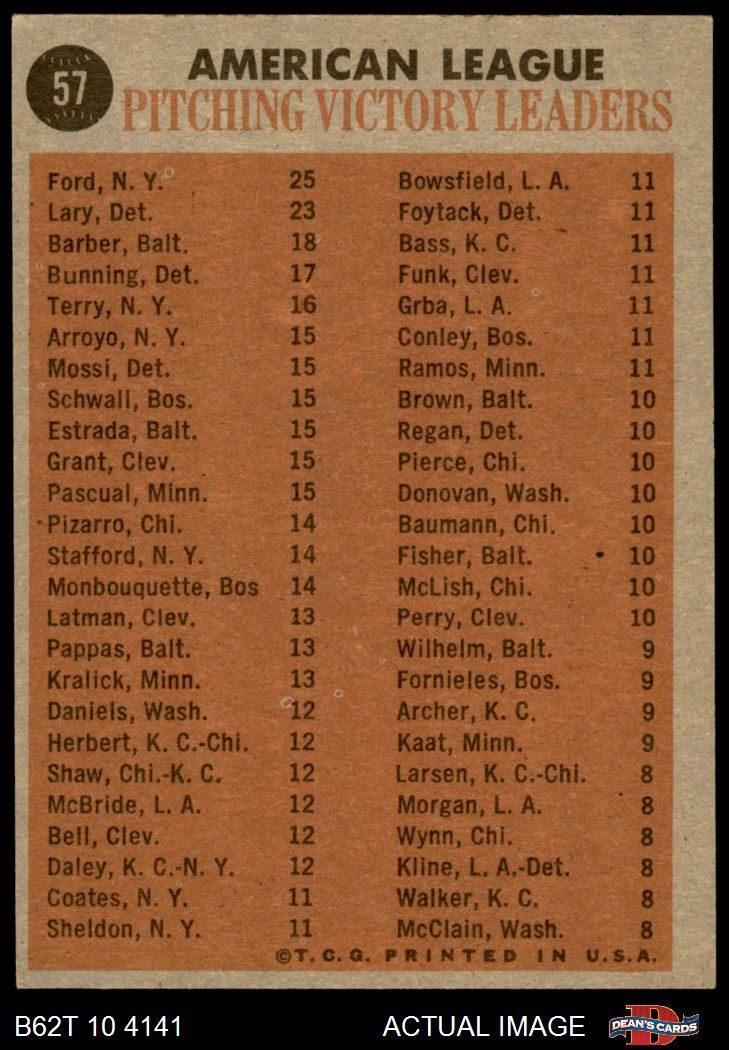 57
AMERICAN LEAGUE
PITCHING VICTORY LEADERS
Ford, N. Y. 25
Lary, Det. 23
Barber, Balt. 18
Bunning, Det. 17
Terry, N. Y. 16
Arroyo, N. Y. 15
Mossi, Det. 15
Schwall, Bos. 15
Estrada, Balt. 15
Grant, Clev. 15
Pascual, Minn. 15
Pizarro, Chi. 14
Stafford, N. Y. 14
Monbouquette, Bos 14
Latman, Clev. 13
Pappas, Balt. 13
Kralick, Minn. 13
Daniels, Wash. 12
Herbert, K. C.-Chi. 12
Shaw, Chi.-K. C. 12
McBride, L. A. 12
Bell, Clev. 12
Daley, K. C.-N. Y. 12
Coates, N. Y. 11
Sheldon, N. Y. 11
Bowsfield, L. A. 11
Foytack, Det. 11
Bass, K. C. 11
Funk, Clev. 11
Grba, L. A. 11
Conley, Bos. 11
Ramos, Minn. 11
Brown, Balt. 10
Regan, Det. 10
Pierce, Chi. 10
Donovan, Wash. 10
Baumann, Chi. 10
Fisher, Balt. 10
McLish, Chi. 10
Perry, Clev. 10
Wilhelm, Balt. 9
Fornieles, Bos. 9
Archer, K. C. 9
Kaat, Minn. 9
Larsen, K. C.-Chi. 8
Morgan, L. A. 8
Wynn, Chi. 8
Kline, L. A.-Det. 8
Walker, K. C. 8
McClain, Wash. 8
©T. C. G. PRINTED IN U.S.A.
B62T 10 4141
ACTUAL IMAGE
D
DEAN'S CARDS